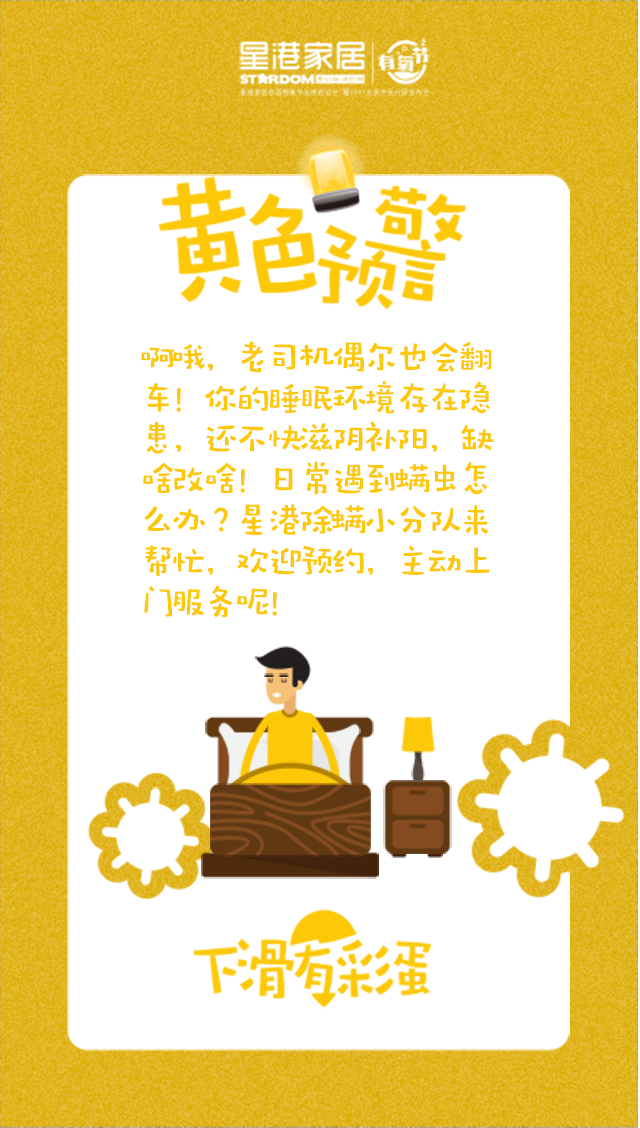 星港家居
有氧节
STARDOM
黄色预警
啊哦，老司机偶尔也会翻
车！你的睡眠环境存在隐
患，还不快滋阴补阳，缺
啥改啥！日常遇到螨虫怎
么办？星港除螨小分队来
帮忙，欢迎预约，主动上
门服务呢！
下滑有彩蛋